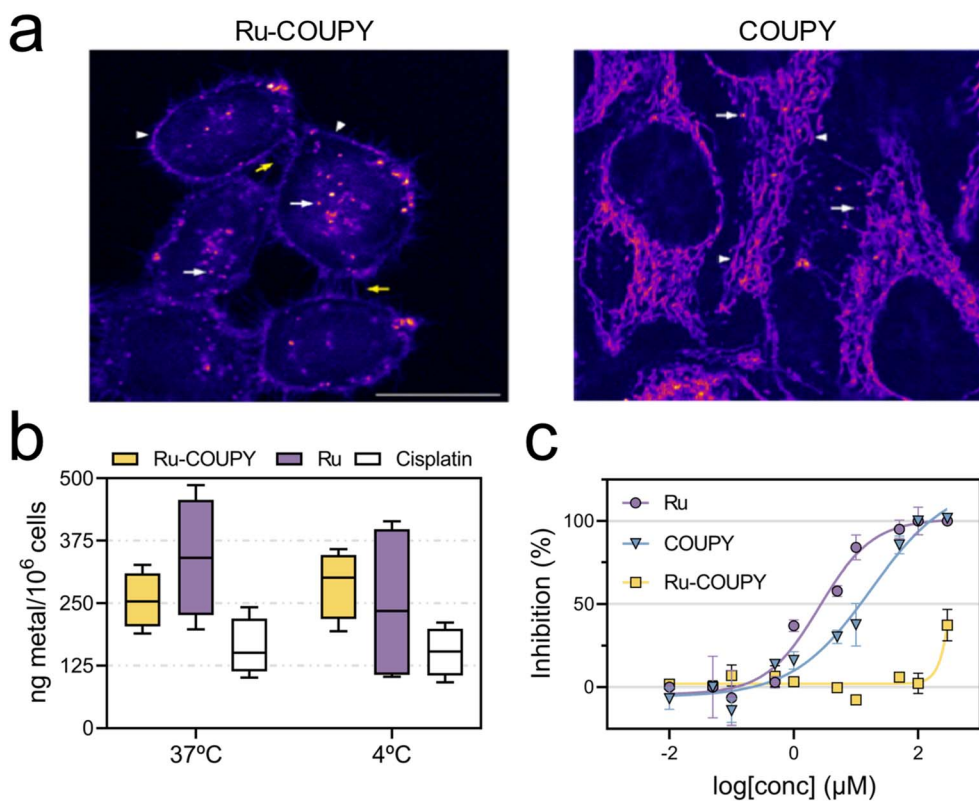 a
Ru-COUPY
COUPY
b
Ru-COUPY Ru Cisplatin
ng metal/10⁶ cells
500
375
250
125
0
37ºC
4ºC
c
Ru
COUPY
Ru-COUPY
Inhibition (%)
100
50
0
-2
0
2
log[conc] (µM)